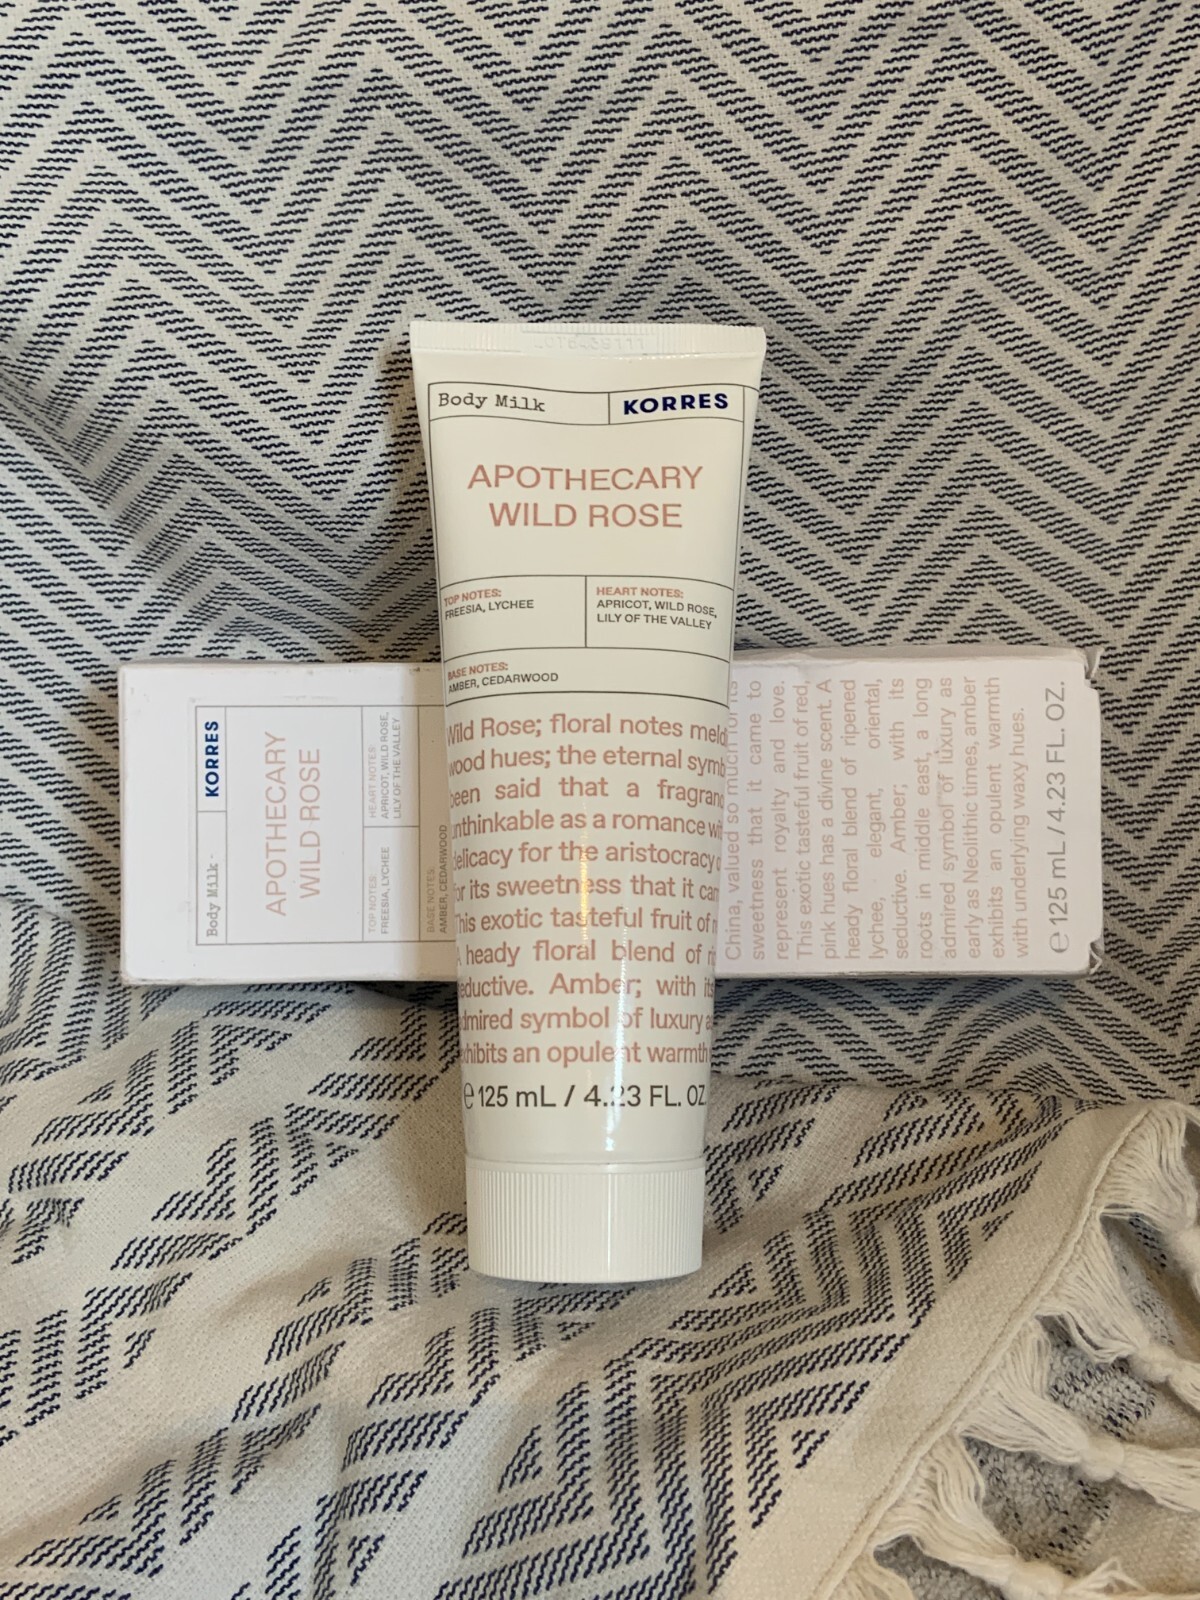 Body Milk
KORRES
APOTHECARY
WILD ROSE
TOP NOTES:
FREESIA, LYCHEE
HEART NOTES:
APRICOT, WILD ROSE,
LILY OF THE VALLEY
BASE NOTES:
AMBER, CEDARWOOD
Wild Rose; floral notes meld
wood hues; the eternal symb
been said that a fragran
unthinkable as a romance wi
delicacy for the aristocracy
for its sweetness that it ca
This exotic tasteful fruit of
A heady floral blend of ri
eductive. Amber; with its
admired symbol of luxury a
exhibits an opulent warmth
℮ 125 mL / 4.23 FL. OZ.
Body Milk -
KORRES
APOTHECARY
WILD ROSE
TOP NOTES:
FREESIA, LYCHEE
HEART NOTES:
APRICOT, WILD ROSE,
LILY OF THE VALLEY
BASE NOTES:
AMBER, CEDARWOOD
China, valued so much for its
sweetness that it came to
represent royalty and love.
This exotic tasteful fruit of red,
pink hues has a divine scent. A
heady floral blend of ripened
lychee, elegant, oriental,
seductive. Amber; with its
roots in middle east, a long
admired symbol of luxury as
early as Neolithic times, amber
exhibits an opulent warmth
with underlying waxy hues.
℮ 125 mL / 4.23 FL. OZ.